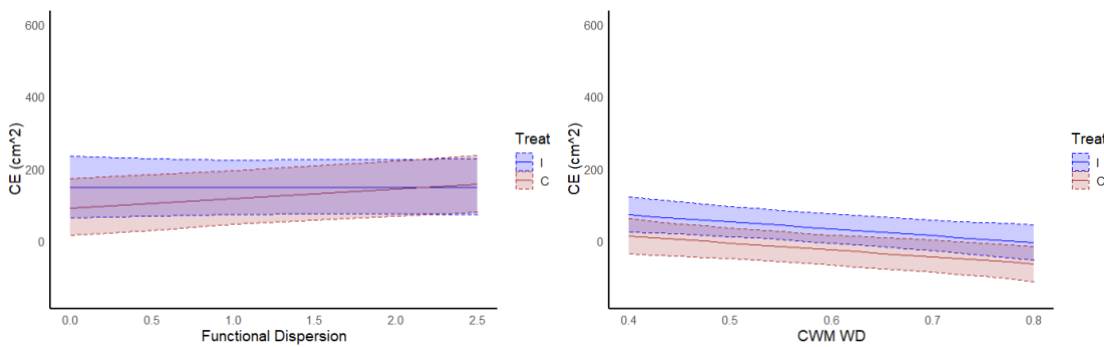 600
400
200
0
CE (cm^2)
0.0 0.5 1.0 1.5 2.0 2.5
Functional Dispersion
Treat
I
C
600
400
200
0
CE (cm^2)
0.4 0.5 0.6 0.7 0.8
CWM WD
Treat
I
C